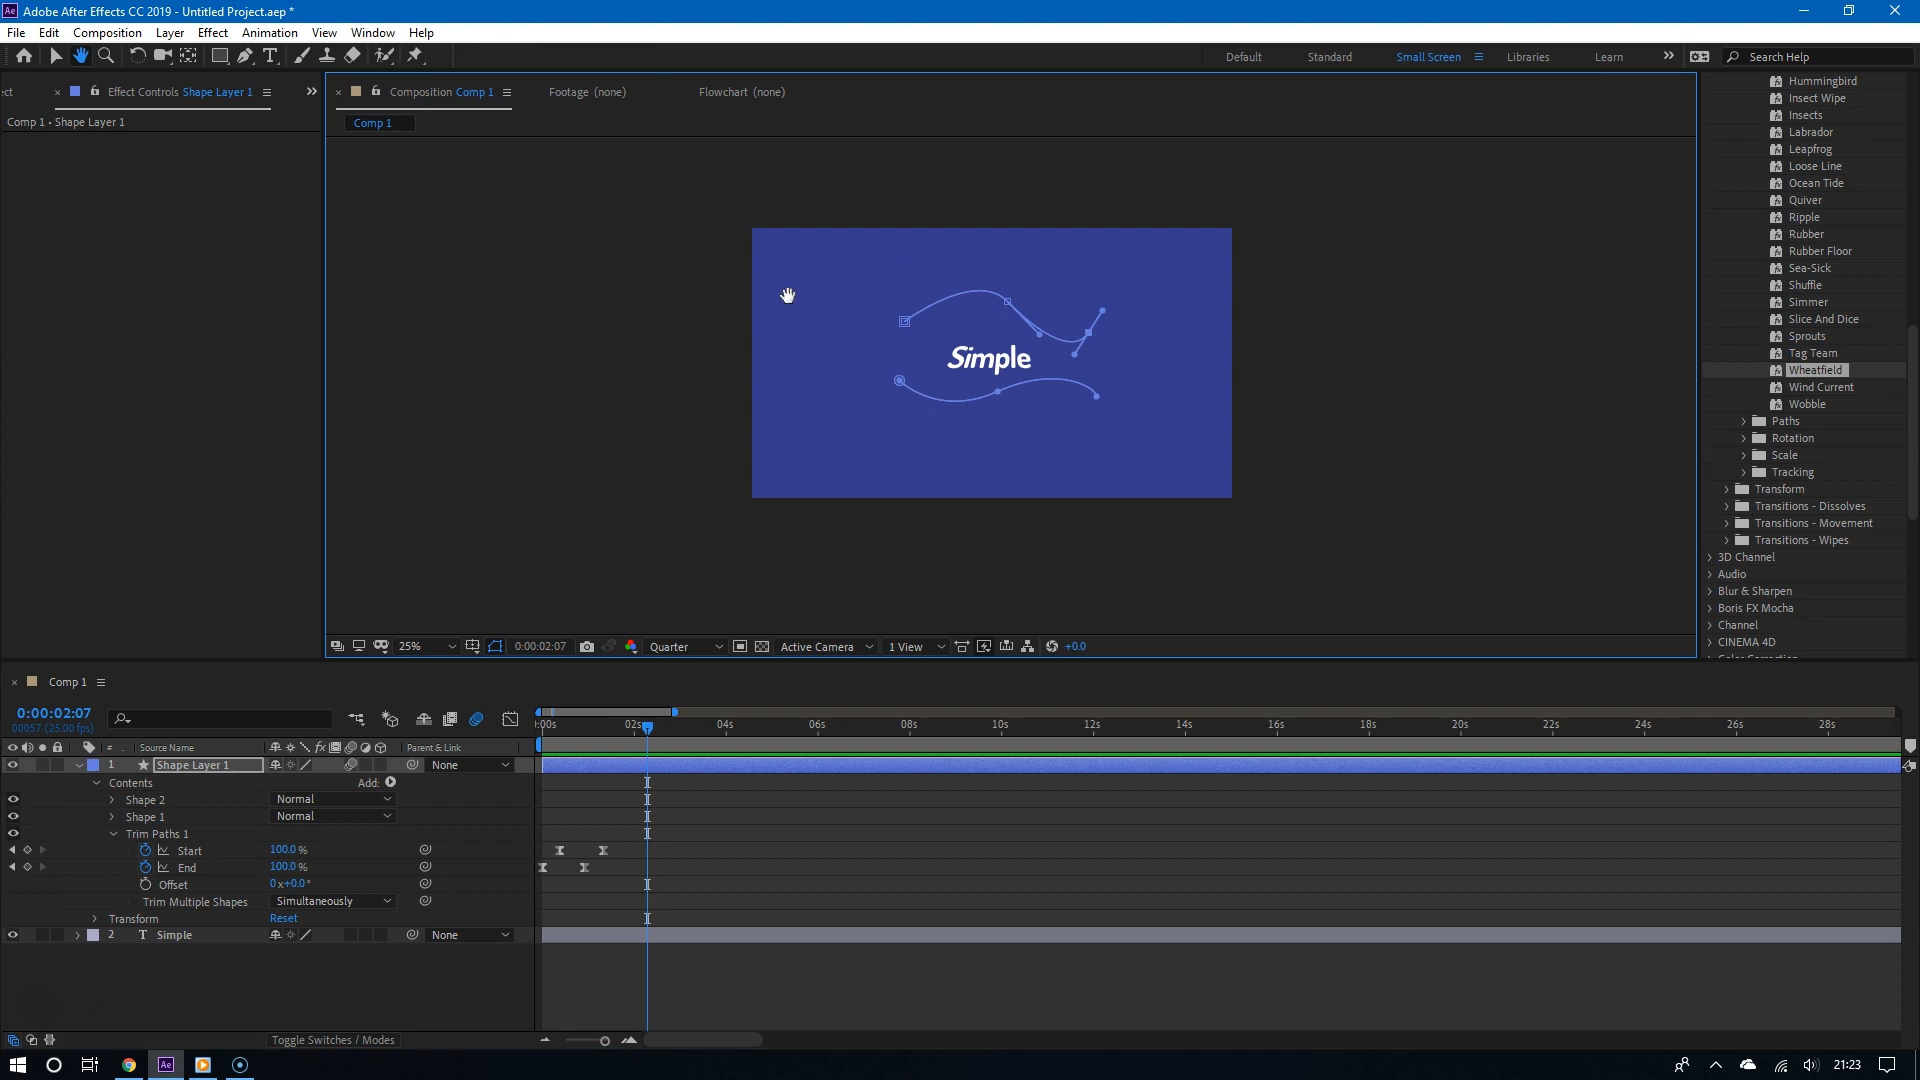 Adobe After Effects CC 2019 - Untitled Project.aep *
File Edit Composition Layer Effect Animation View Window Help
Default Standard Small Screen Libraries Learn Search Help
ect Effect Controls Shape Layer 1
Composition Comp 1 Footage (none) Flowchart (none)
Comp 1 • Shape Layer 1
Comp 1
Simple
Hummingbird
Insect Wipe
Insects
Labrador
Leapfrog
Loose Line
Ocean Tide
Quiver
Ripple
Rubber
Rubber Floor
Sea-Sick
Shuffle
Simmer
Slice And Dice
Sprouts
Tag Team
Wheatfield
Wind Current
Wobble
Paths
Rotation
Scale
Tracking
Transform
Transitions - Dissolves
Transitions - Movement
Transitions - Wipes
3D Channel
Audio
Blur & Sharpen
Boris FX Mocha
Channel
CINEMA 4D
25% 0:00:02:07 Quarter Active Camera 1 View +0.0
Comp 1
0:00:02:07
00057 (25.00 fps)
:00s 02s 04s 06s 08s 10s 12s 14s 16s 18s 20s 22s 24s 26s 28s
# Source Name fx Parent & Link
1 Shape Layer 1 None
Contents Add:
Shape 2 Normal
Shape 1 Normal
Trim Paths 1
Start 100.0 %
End 100.0 %
Offset 0x+0.0°
Trim Multiple Shapes Simultaneously
Transform Reset
2 T Simple None
Toggle Switches / Modes
Ae 21:23